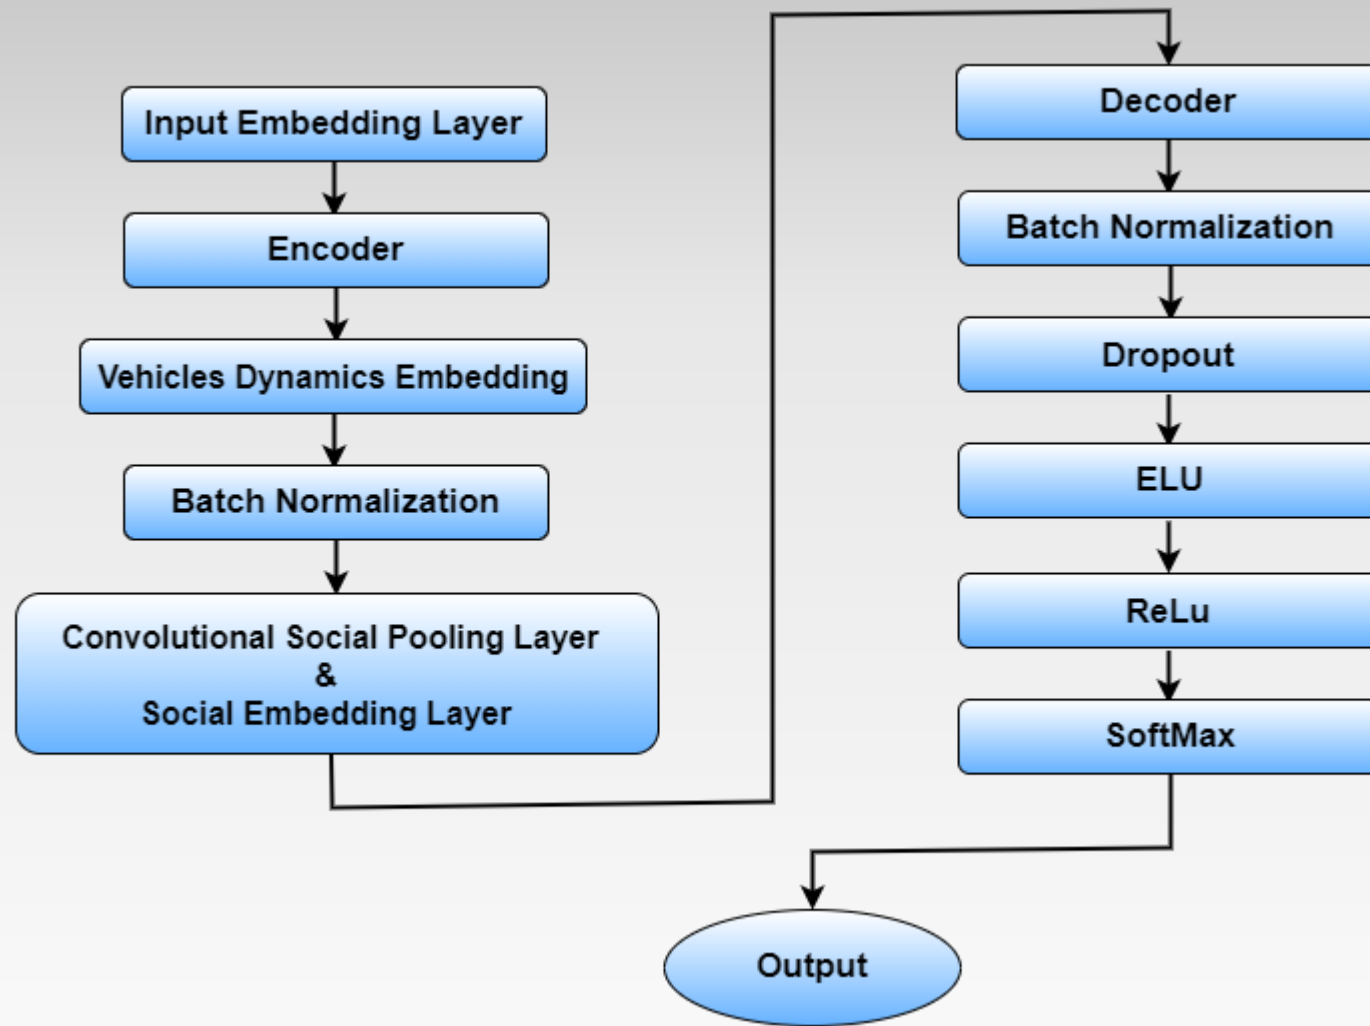 Input Embedding Layer
Encoder
Vehicles Dynamics Embedding
Batch Normalization
Convolutional Social Pooling Layer
&
Social Embedding Layer
Decoder
Batch Normalization
Dropout
ELU
ReLu
SoftMax
Output